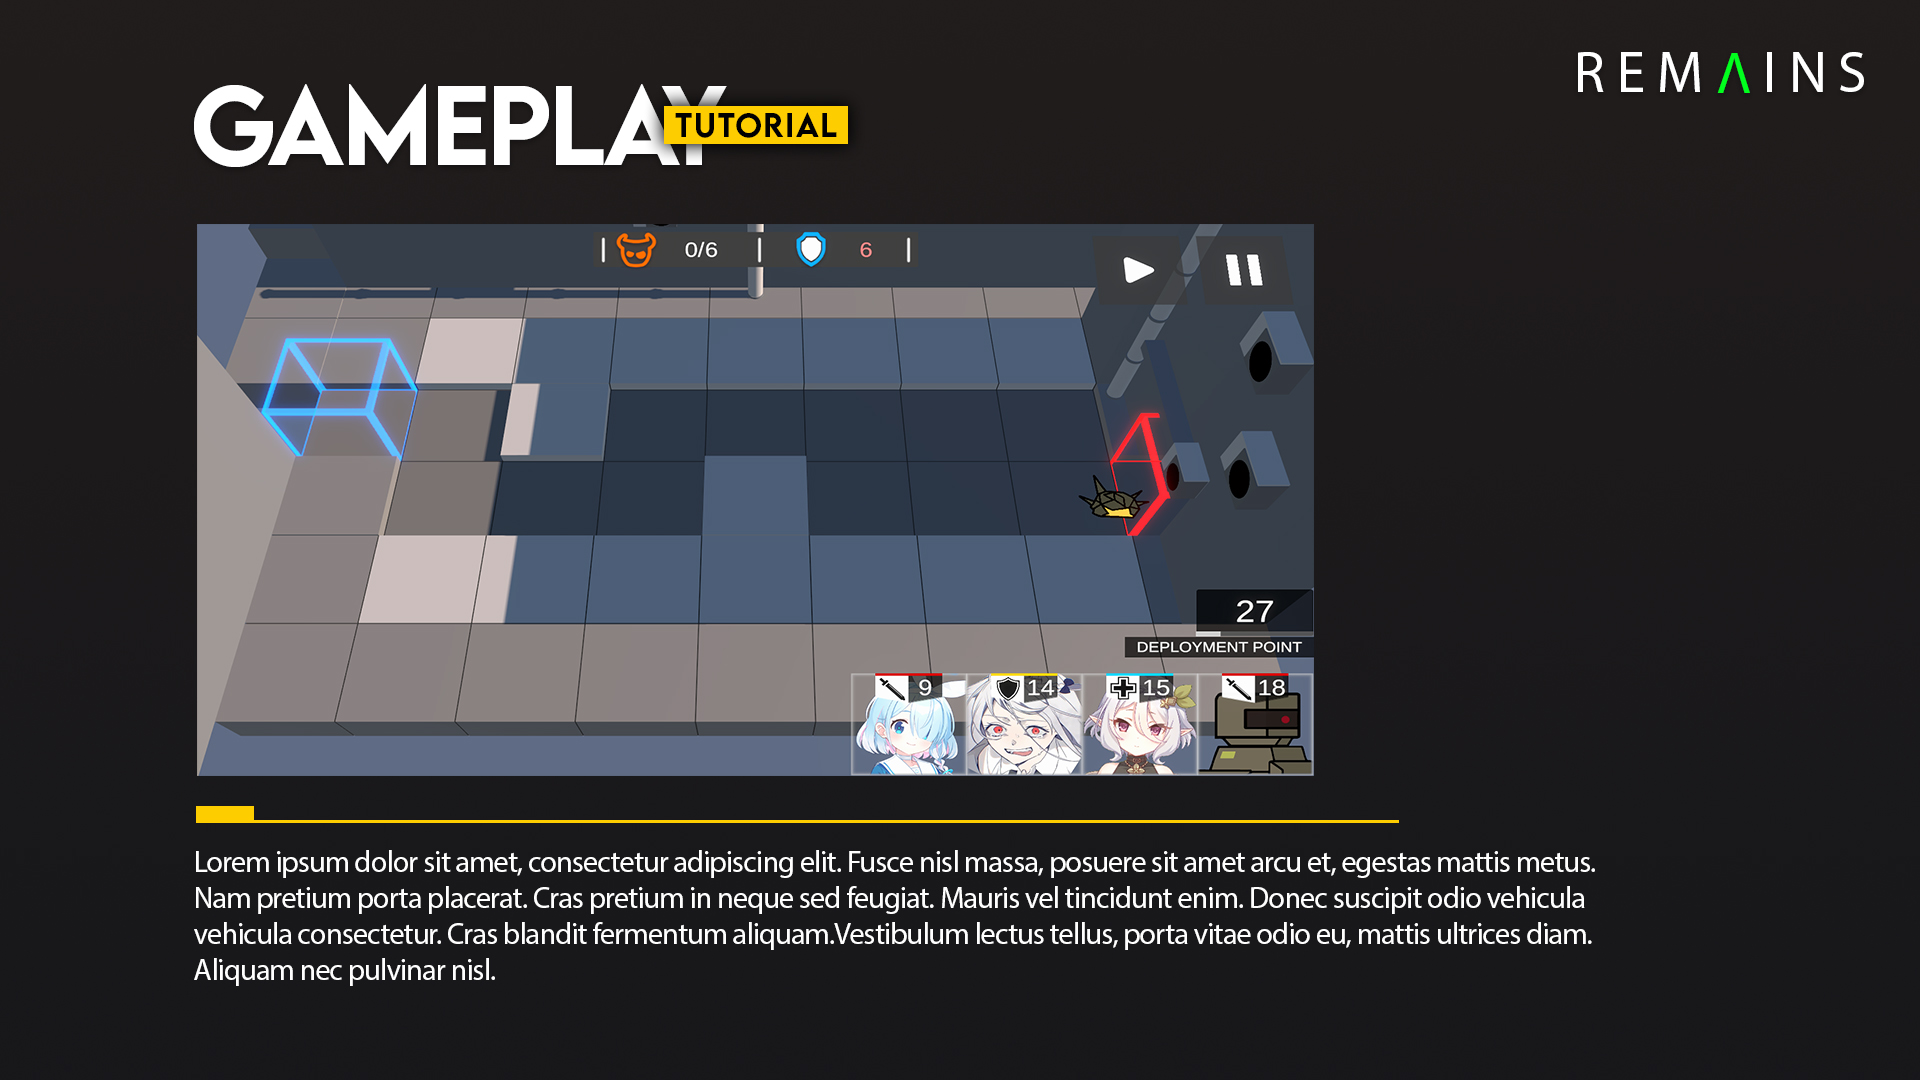 REMAINS
GAMEPLAY
TUTORIAL
0/6
6
27
DEPLOYMENT POINT
9
14
15
18
Lorem ipsum dolor sit amet, consectetur adipiscing elit. Fusce nisl massa, posuere sit amet arcu et, egestas mattis metus.
Nam pretium porta placerat. Cras pretium in neque sed feugiat. Mauris vel tincidunt enim. Donec suscipit odio vehicula
vehicula consectetur. Cras blandit fermentum aliquam.Vestibulum lectus tellus, porta vitae odio eu, mattis ultrices diam.
Aliquam nec pulvinar nisl.